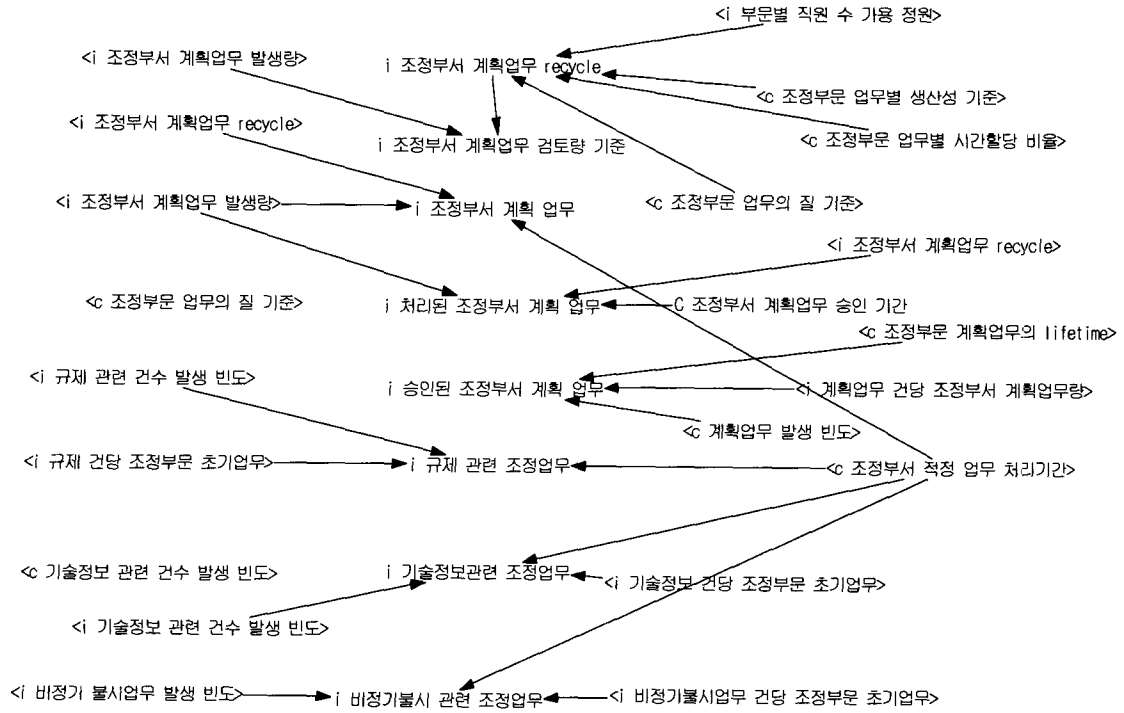 <i 부문별 직원 수 가용 정원>
<i 조정부서 계획업무 발생량>
i 조정부서 계획업무 recycle
<c 조정부문 업무별 생산성 기준>
<i 조정부서 계획업무 recycle>
<c 조정부문 업무별 시간할당 비율>
i 조정부서 계획업무 검토량 기준
<i 조정부서 계획업무 발생량>
i 조정부서 계획 업무
<c 조정부문 업무의 질 기준>
<i 조정부서 계획업무 recycle>
<c 조정부문 업무의 질 기준>
i 처리된 조정부서 계획 업무
C 조정부서 계획업무 승인 기간
<c 조정부문 계획업무의 lifetime>
<i 규제 관련 건수 발생 빈도>
i 승인된 조정부서 계획 업무
<i 계획업무 건당 조정부서 계획업무량>
<c 계획업무 발생 빈도>
<i 규제 건당 조정부문 초기업무>
i 규제 관련 조정업무
<c 조정부서 적정 업무 처리기간>
<c 기술정보 관련 건수 발생 빈도>
i 기술정보관련 조정업무
<i 기술정보 건당 조정부문 초기업무>
<i 기술정보 관련 건수 발생 빈도>
<i 비정기 불시업무 발생 빈도>
i 비정기불시 관련 조정업무
<i 비정기불시업무 건당 조정부문 초기업무>